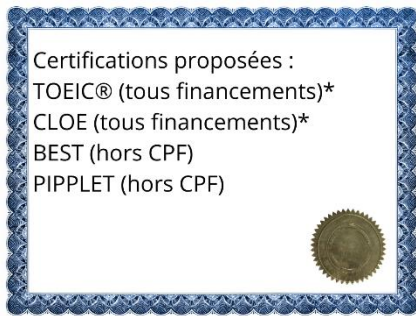 Certifications proposées :
TOEIC® (tous financements)*
CLOE (tous financements)*
BEST (hors CPF)
PIPPLET (hors CPF)